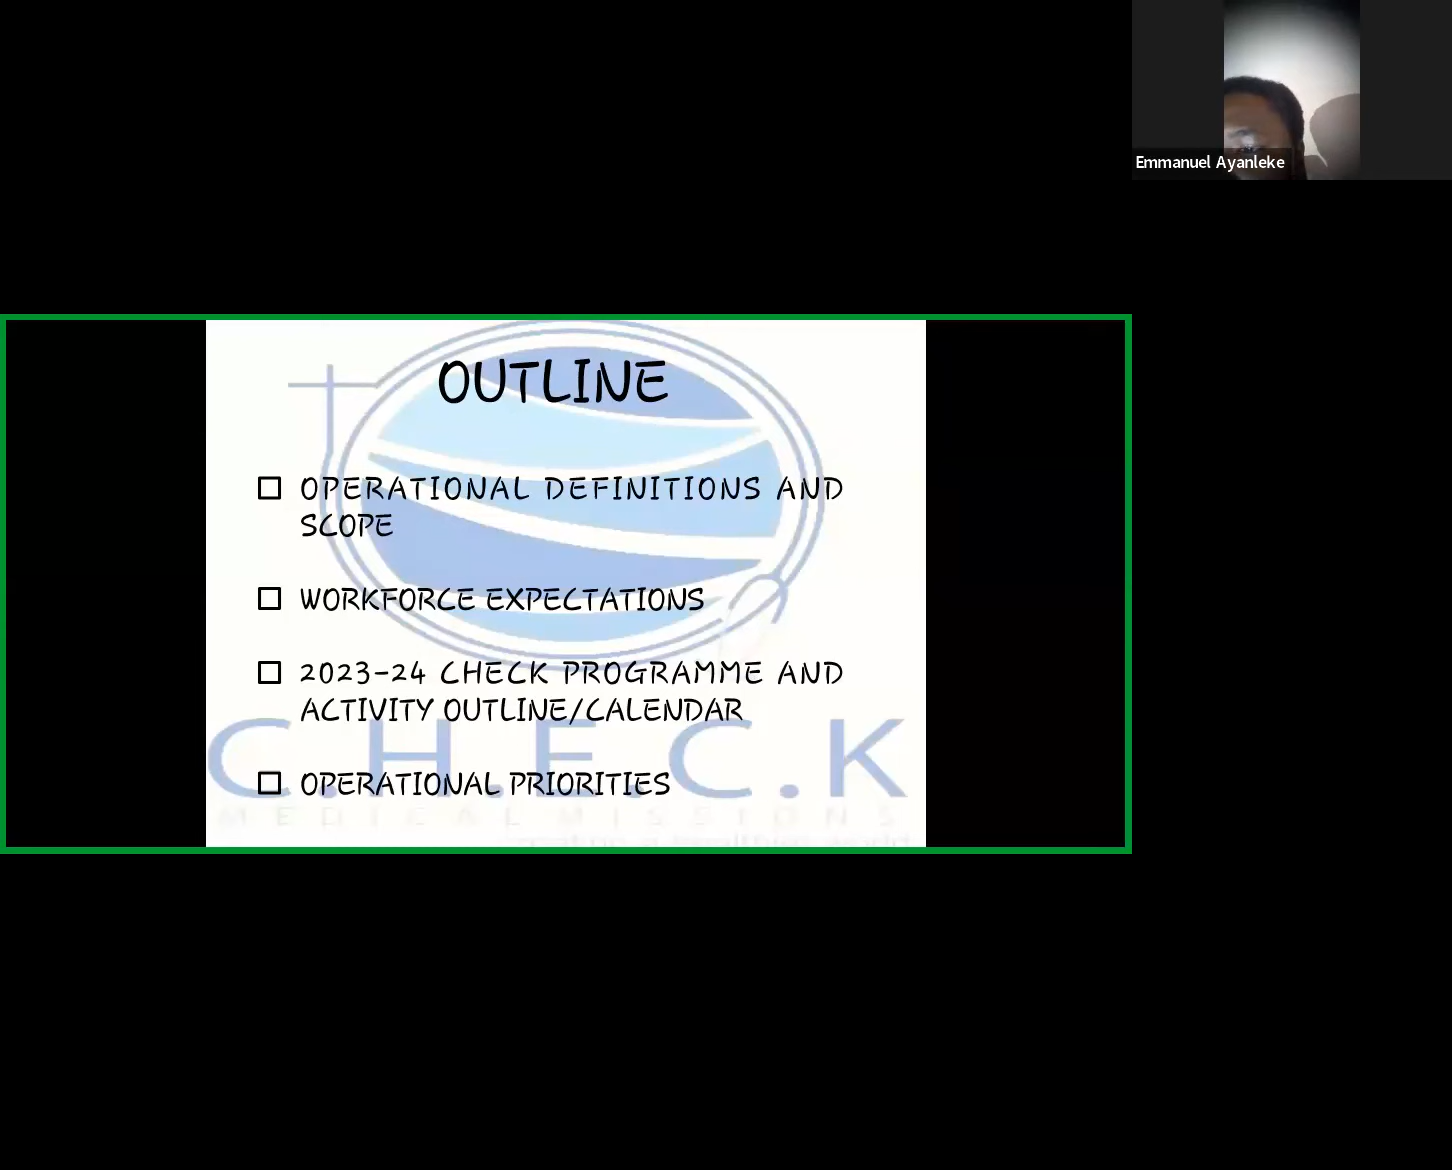 Emmanuel Ayanleke
OUTLINE
OPERATIONAL DEFINITIONS AND
SCOPE
WORKFORCE EXPECTATIONS
2023-24 CHECK PROGRAMME AND
ACTIVITY OUTLINE/CALENDAR
C.H.E.C.K
OPERATIONAL PRIORITIES
MEDICAL MISSIONS